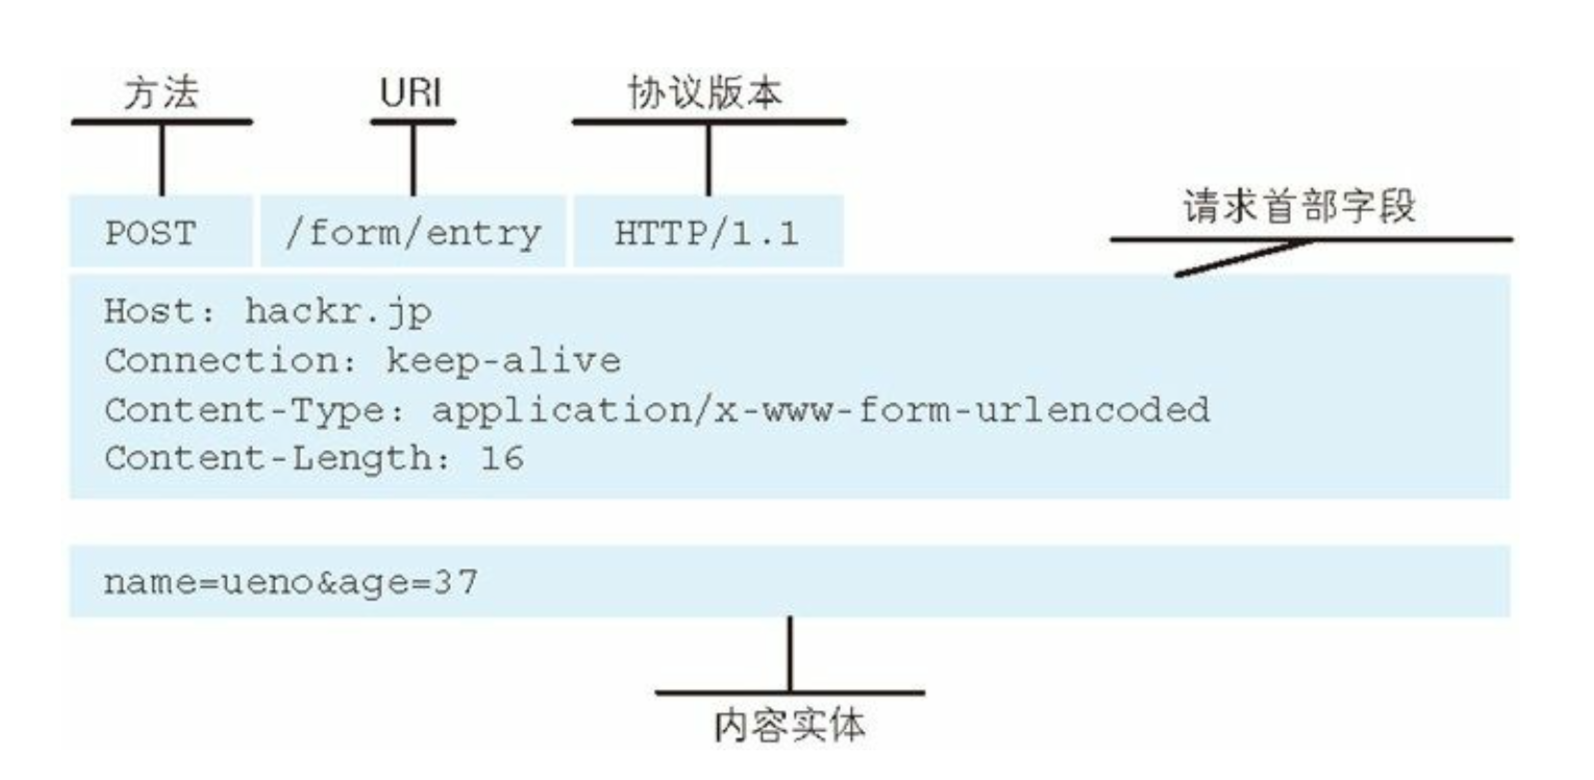 方法 URI 协议版本
POST /form/entry HTTP/1.1
请求首部字段
Host: hackr.jp
Connection: keep-alive
Content-Type: application/x-www-form-urlencoded
Content-Length: 16
name=ueno&age=37
内容实体